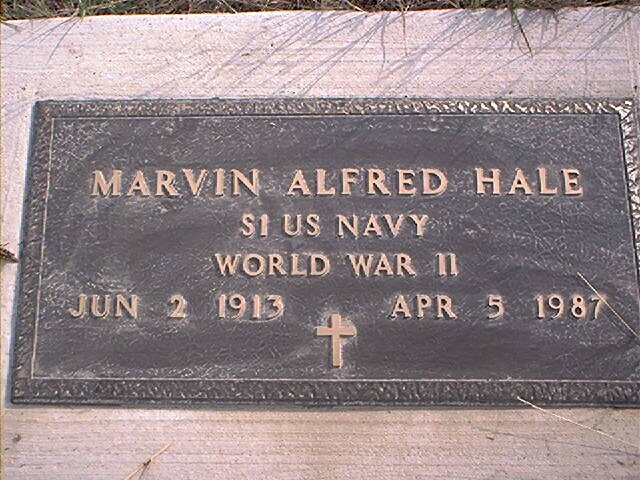 MARVIN ALFRED HALE
S1 US NAVY
WORLD WAR II
JUN 2 1913 APR 5 1987